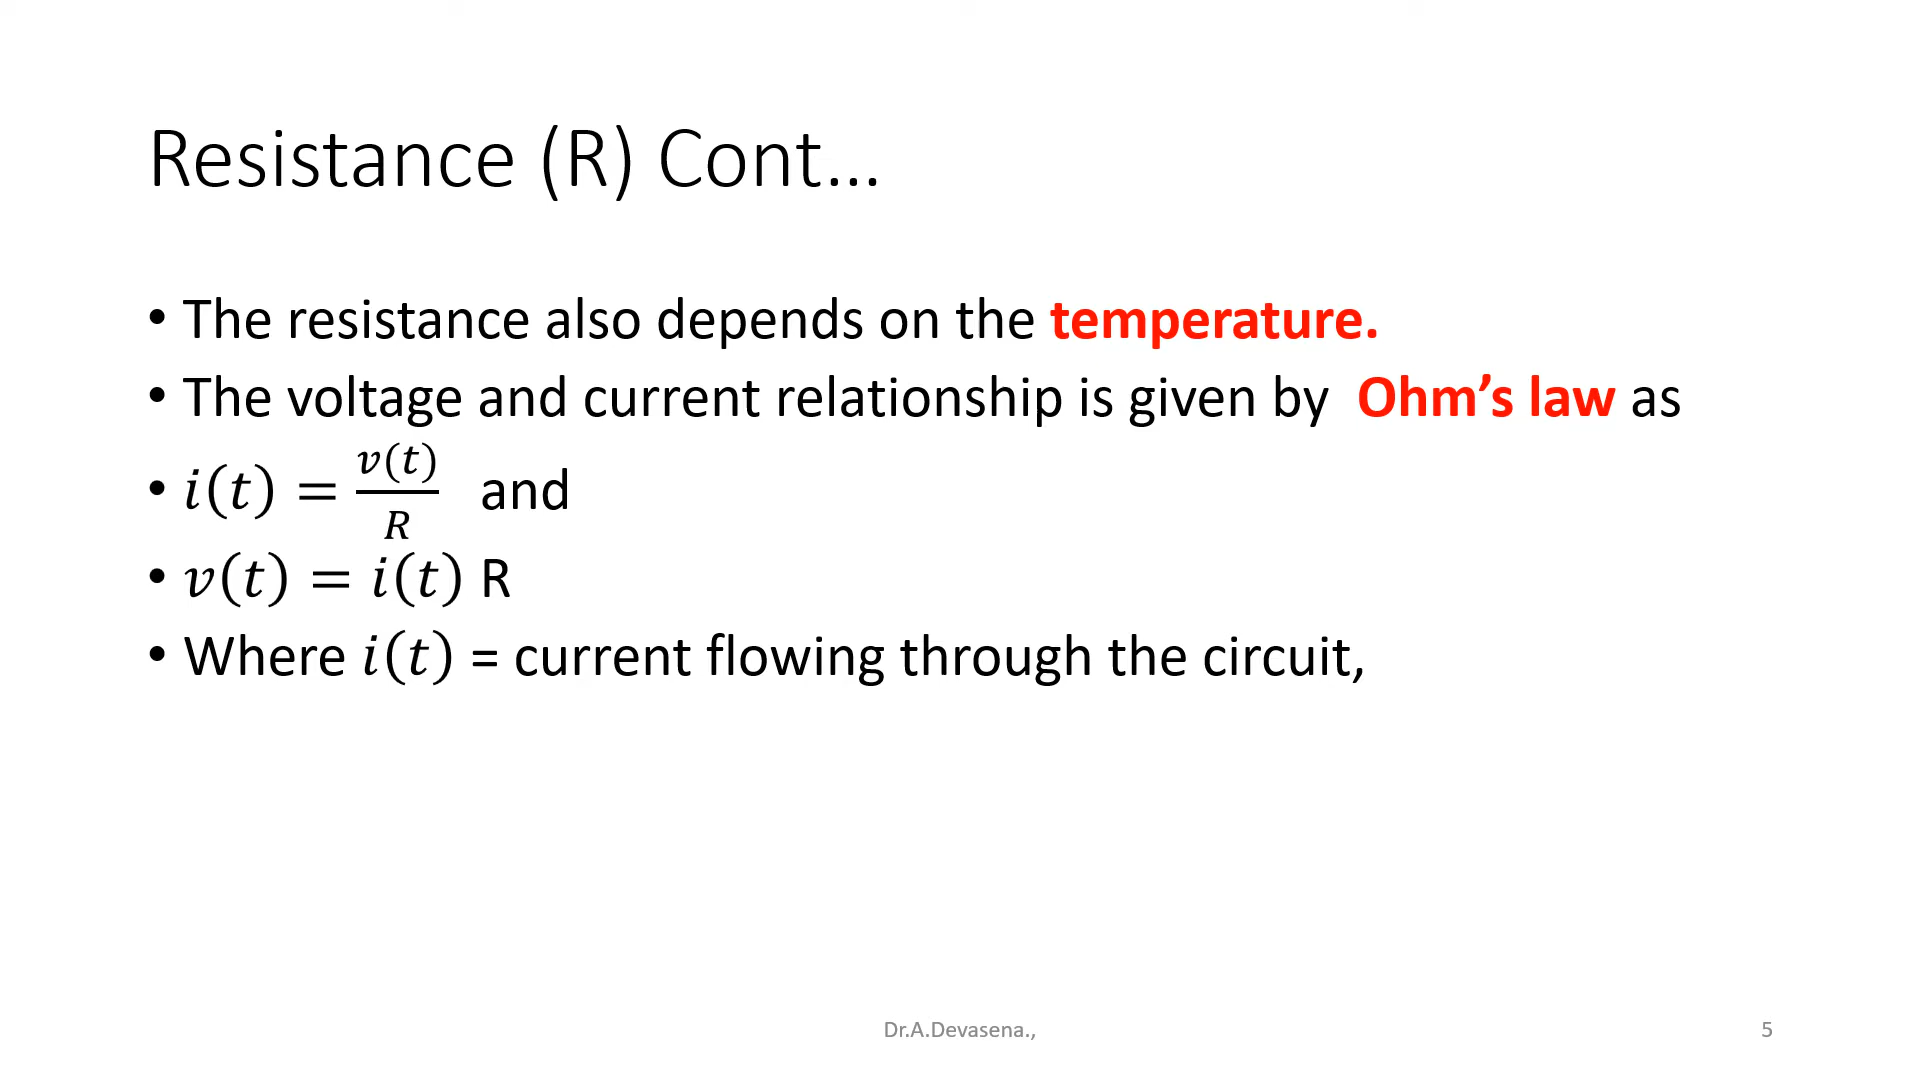 Resistance (R) Cont…
• The resistance also depends on the temperature.
• The voltage and current relationship is given by Ohm’s law as
• i(t) = v(t)/R and
• v(t) = i(t) R
• Where i(t) = current flowing through the circuit,
Dr.A.Devasena., 5